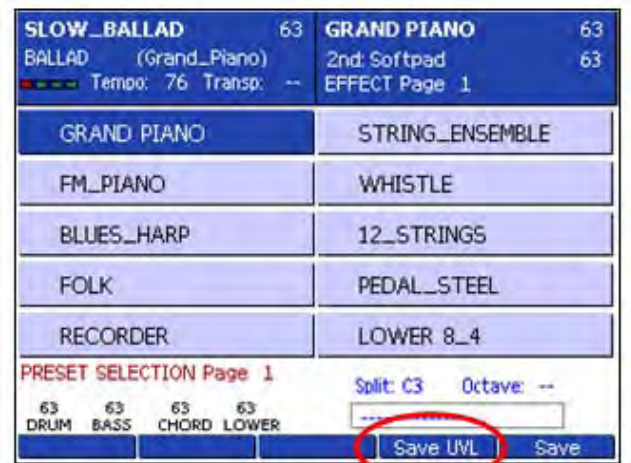 SLOW_BALLAD 63
BALLAD (Grand_Piano)
Tempo: 76 Transp: --
GRAND PIANO 63
2nd: Softpad 63
EFFECT Page 1
GRAND PIANO
STRING_ENSEMBLE
FM_PIANO
WHISTLE
BLUES_HARP
12_STRINGS
FOLK
PEDAL_STEEL
RECORDER
LOWER 8_4
PRESET SELECTION Page 1
63 63 63 63
DRUM BASS CHORD LOWER
Split: C3 Octave: --
---------------
Save UVL Save